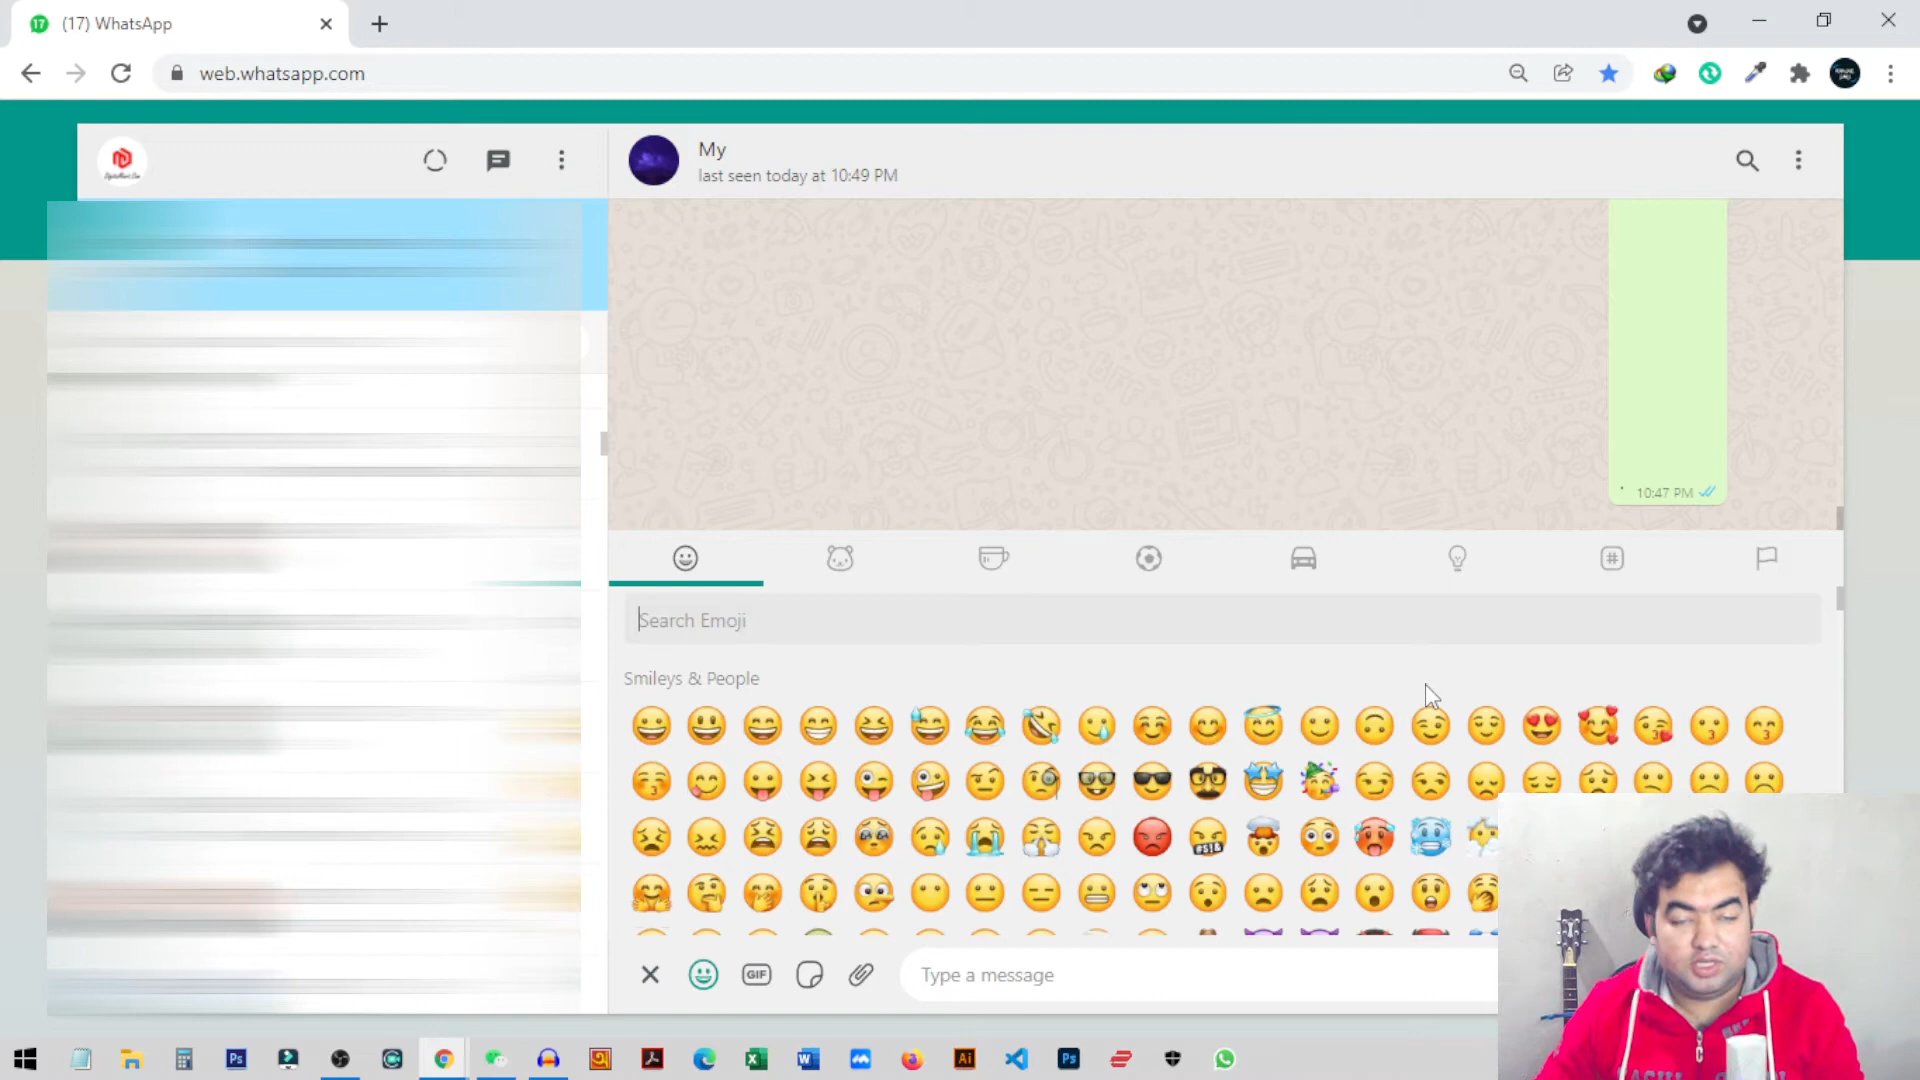 (17) WhatsApp
web.whatsapp.com
My
last seen today at 10:49 PM
10:47 PM
Search Emoji
Smileys & People
GIF
Type a message